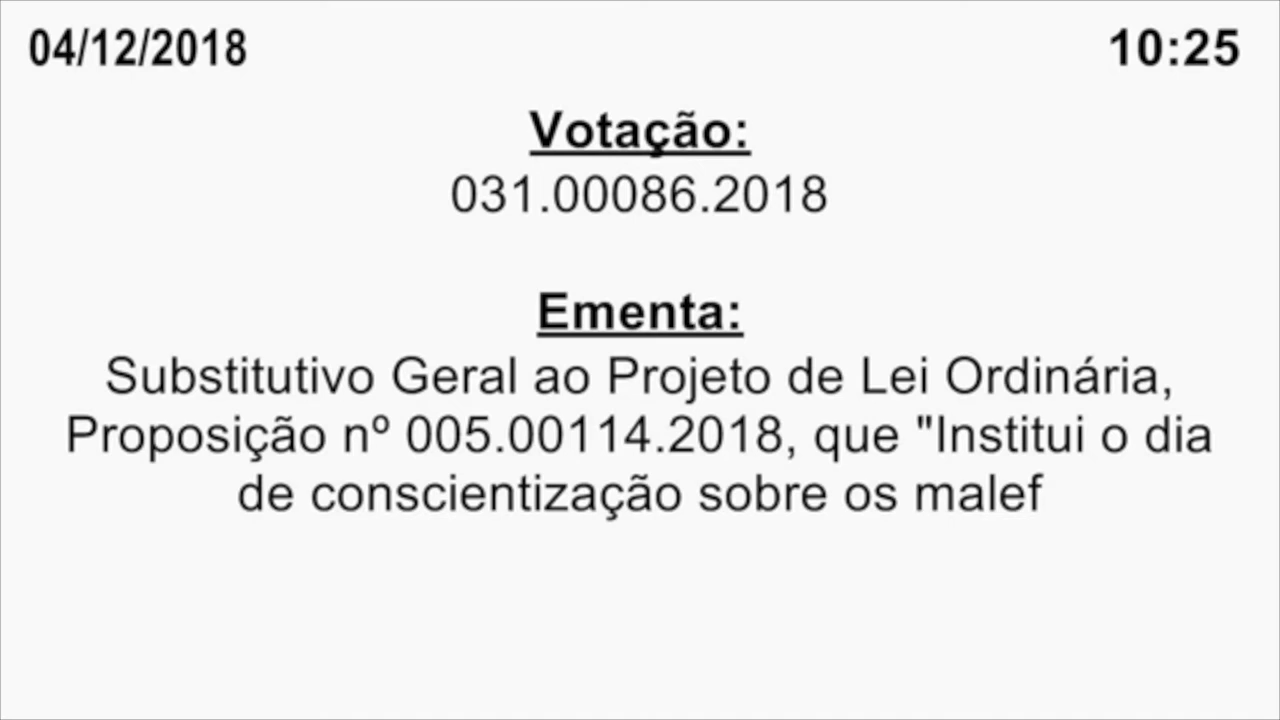 04/12/2018 10:25
Votação:
031.00086.2018
Ementa:
Substitutivo Geral ao Projeto de Lei Ordinária,
Proposição nº 005.00114.2018, que "Institui o dia
de conscientização sobre os malef